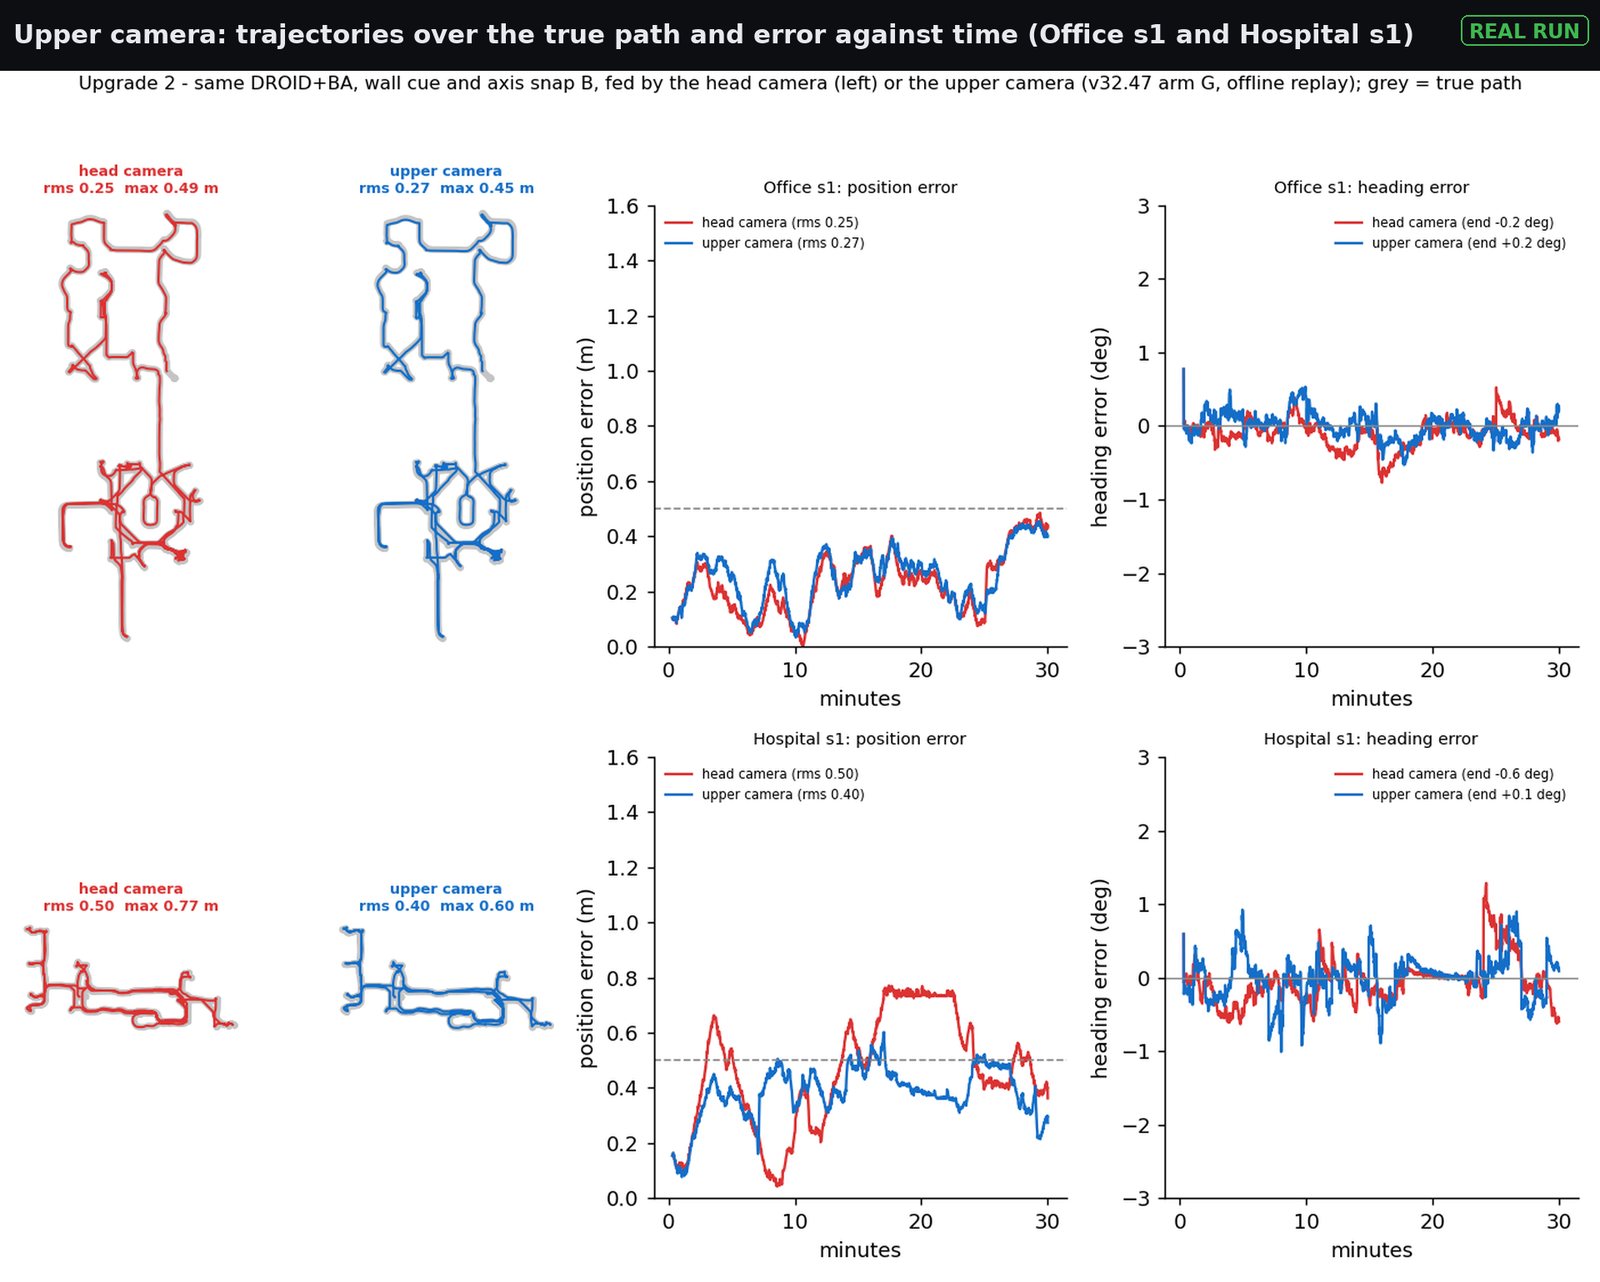 Upper camera: trajectories over the true path and error against time (Office s1 and Hospital s1)
REAL RUN
Upgrade 2 - same DROID+BA, wall cue and axis snap B, fed by the head camera (left) or the upper camera (v32.47 arm G, offline replay); grey = true path
head camera
rms 0.25 max 0.49 m
upper camera
rms 0.27 max 0.45 m
Office s1: position error
head camera (rms 0.25)
upper camera (rms 0.27)
position error (m)
1.6
1.4
1.2
1.0
0.8
0.6
0.4
0.2
0.0
0 10 20 30
minutes
Office s1: heading error
head camera (end -0.2 deg)
upper camera (end +0.2 deg)
heading error (deg)
3
2
1
0
−1
−2
−3
0 10 20 30
minutes
head camera
rms 0.50 max 0.77 m
upper camera
rms 0.40 max 0.60 m
Hospital s1: position error
head camera (rms 0.50)
upper camera (rms 0.40)
position error (m)
1.6
1.4
1.2
1.0
0.8
0.6
0.4
0.2
0.0
0 10 20 30
minutes
Hospital s1: heading error
head camera (end -0.6 deg)
upper camera (end +0.1 deg)
heading error (deg)
3
2
1
0
−1
−2
−3
0 10 20 30
minutes